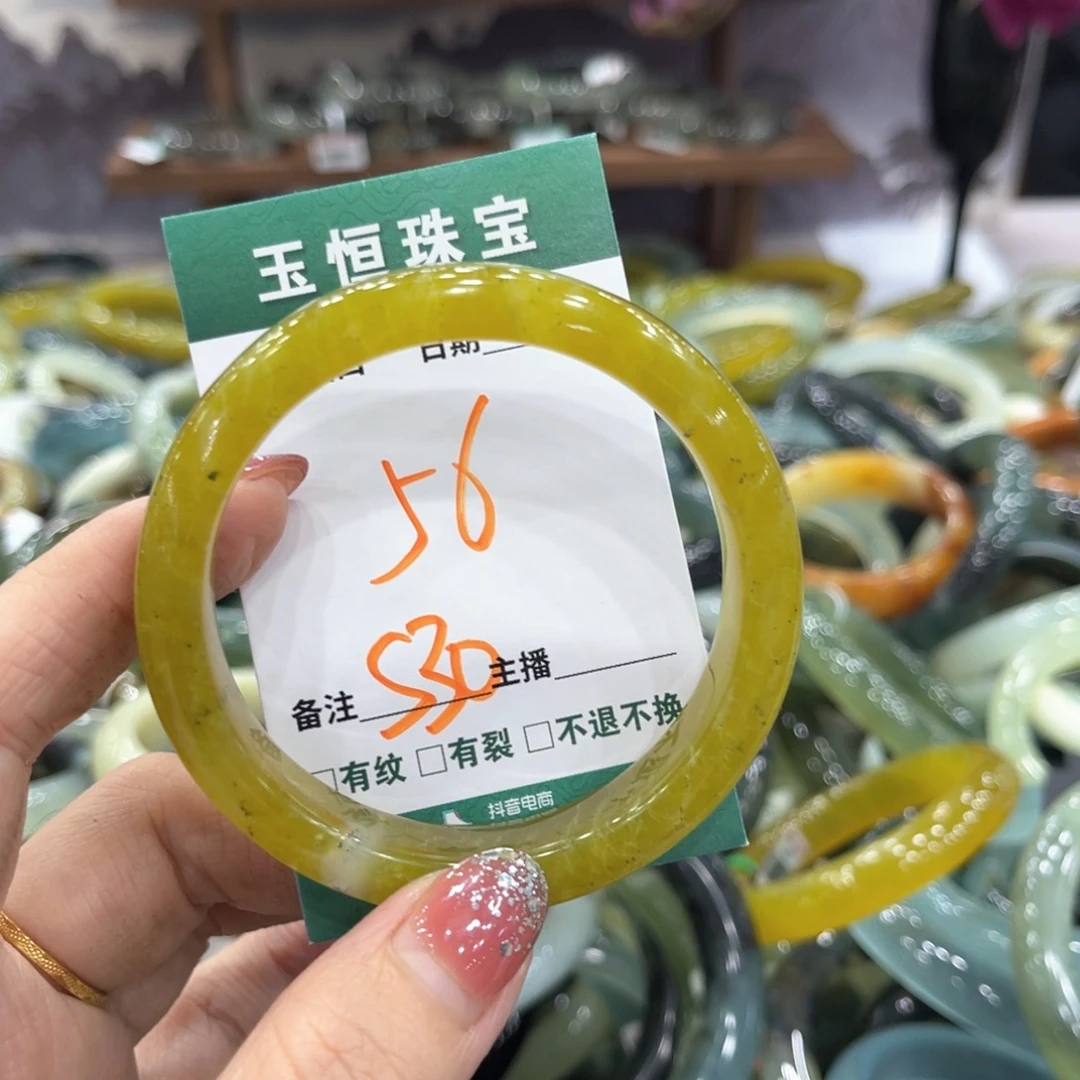 玉恒珠宝
日期
56
530
备注 主播
□有纹 □有裂 □不退不换
抖音电商